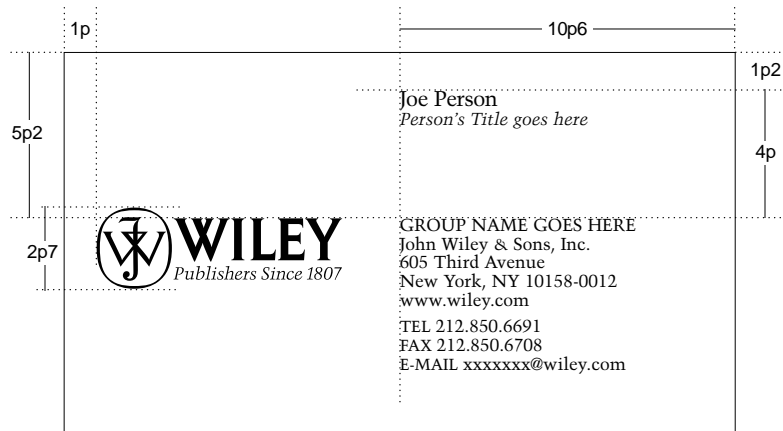 1p
10p6
1p2
Joe Person
Person's Title goes here
5p2
4p
WILEY
Publishers Since 1807
2p7
GROUP NAME GOES HERE
John Wiley & Sons, Inc.
605 Third Avenue
New York, NY 10158-0012
www.wiley.com
TEL 212.850.6691
FAX 212.850.6708
E-MAIL xxxxxxx@wiley.com